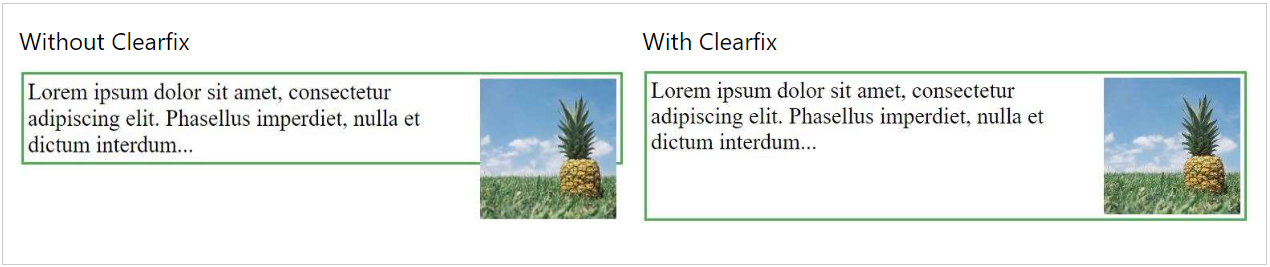 Without Clearfix
Lorem ipsum dolor sit amet, consectetur
adipiscing elit. Phasellus imperdiet, nulla et
dictum interdum...
With Clearfix
Lorem ipsum dolor sit amet, consectetur
adipiscing elit. Phasellus imperdiet, nulla et
dictum interdum...